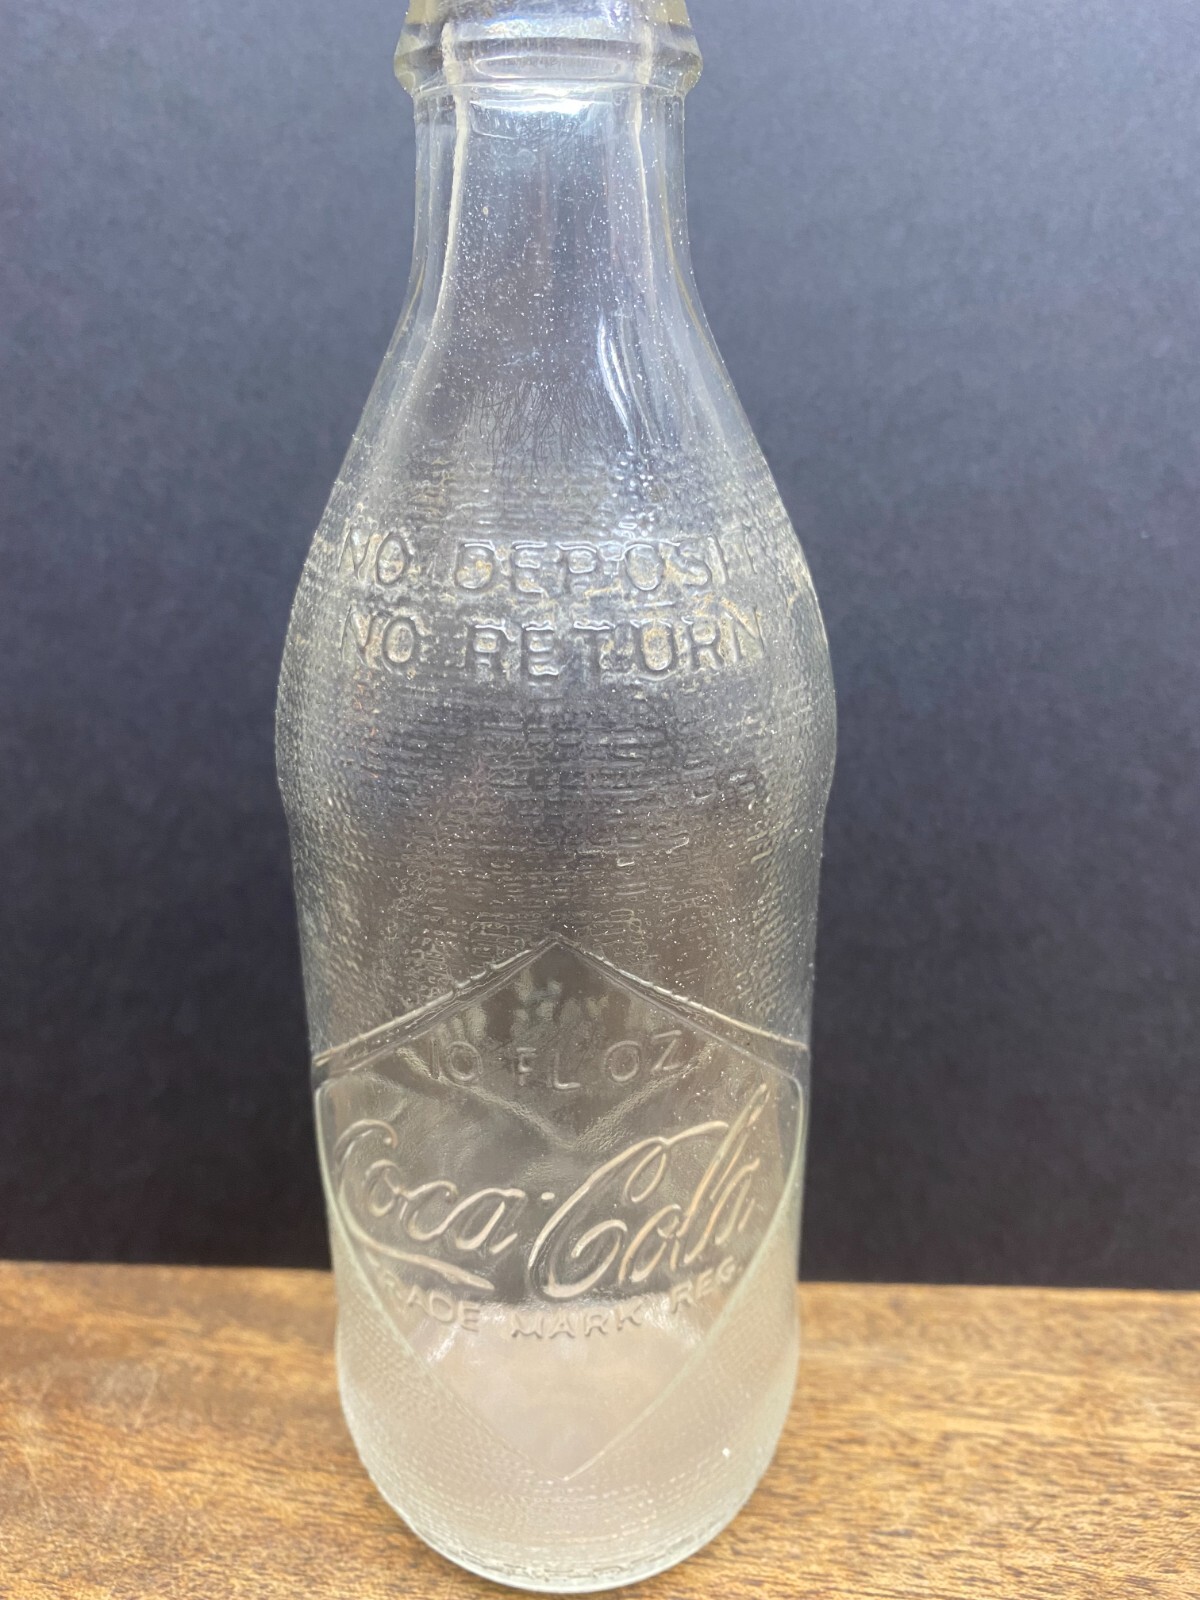 NO DEPOSIT
NO RETURN
10 FL OZ
Coca-Cola
TRADE MARK REG.